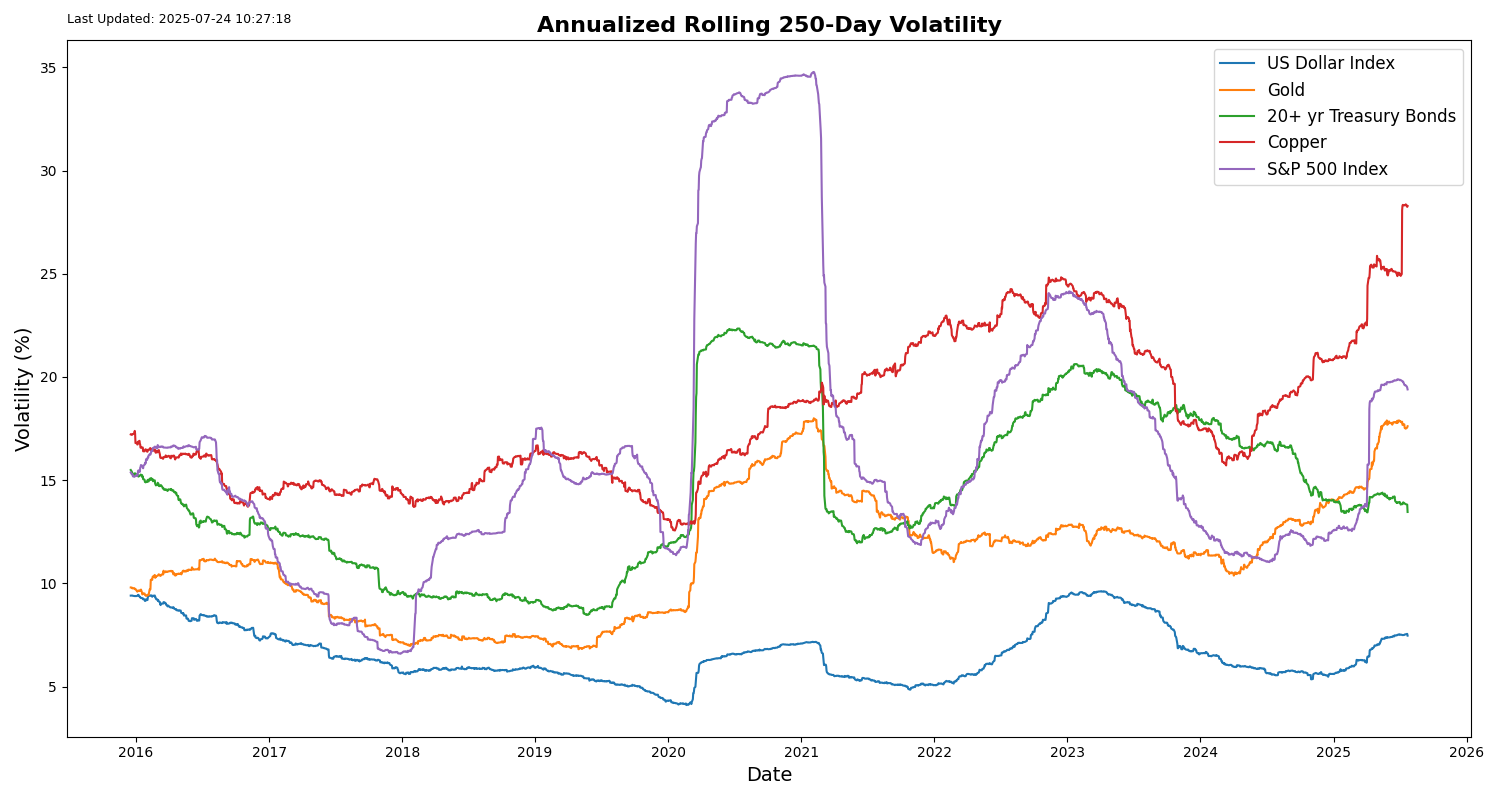 Last Updated: 2025-07-24 10:27:18
Annualized Rolling 250-Day Volatility
US Dollar Index
Gold
20+ yr Treasury Bonds
Copper
S&P 500 Index
Volatility (%)
35
30
25
20
15
10
5
2016 2017 2018 2019 2020 2021 2022 2023 2024 2025 2026
Date